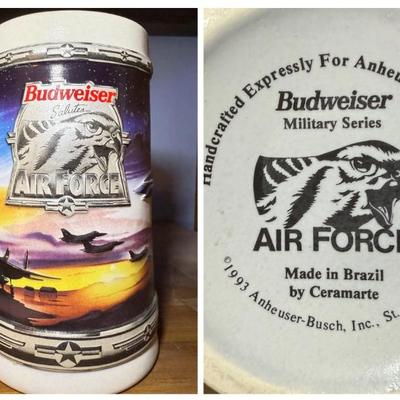 Budweiser
Salutes
AIR FORCE
Handcrafted Expressly For Anheu
Budweiser
Military Series
AIR FORCE
Made in Brazil
by Ceramarte
©1993 Anheuser-Busch, Inc., St.